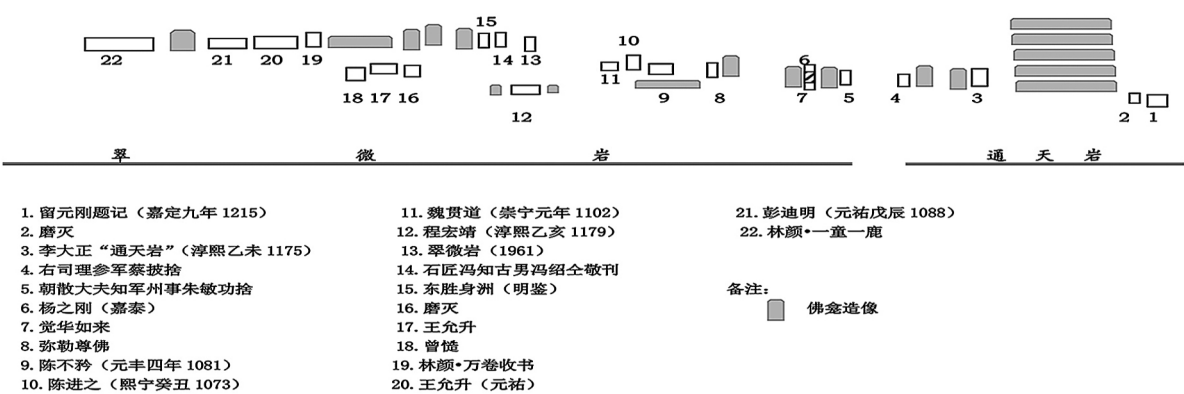 15
22
21
20
19
14
13
10
11
6
18
17
16
12
9
8
7
5
4
3
2
1
翠 微 岩
通 天 岩
1. 留元刚题记（嘉定九年 1215）
2. 磨灭
3. 李大正“通天岩”（淳熙乙未 1175）
4. 右司理参军蔡披捨
5. 朝散大夫知军州事朱敏功捨
6. 杨之刚（嘉泰）
7. 觉华如来
8. 弥勒尊佛
9. 陈不矜（元丰四年 1081）
10. 陈进之（熙宁癸丑 1073）
11. 魏贯道（崇宁元年 1102）
12. 程宏靖（淳熙乙亥 1179）
13. 翠微岩（1961）
14. 石匠冯知古男冯绍仝敬刊
15. 东胜身洲（明鉴）
16. 磨灭
17. 王允升
18. 曾慥
19. 林颜•万卷收书
20. 王允升（元祐）
21. 彭迪明（元祐戊辰 1088）
22. 林颜•一童一鹿
备注：
佛龛造像